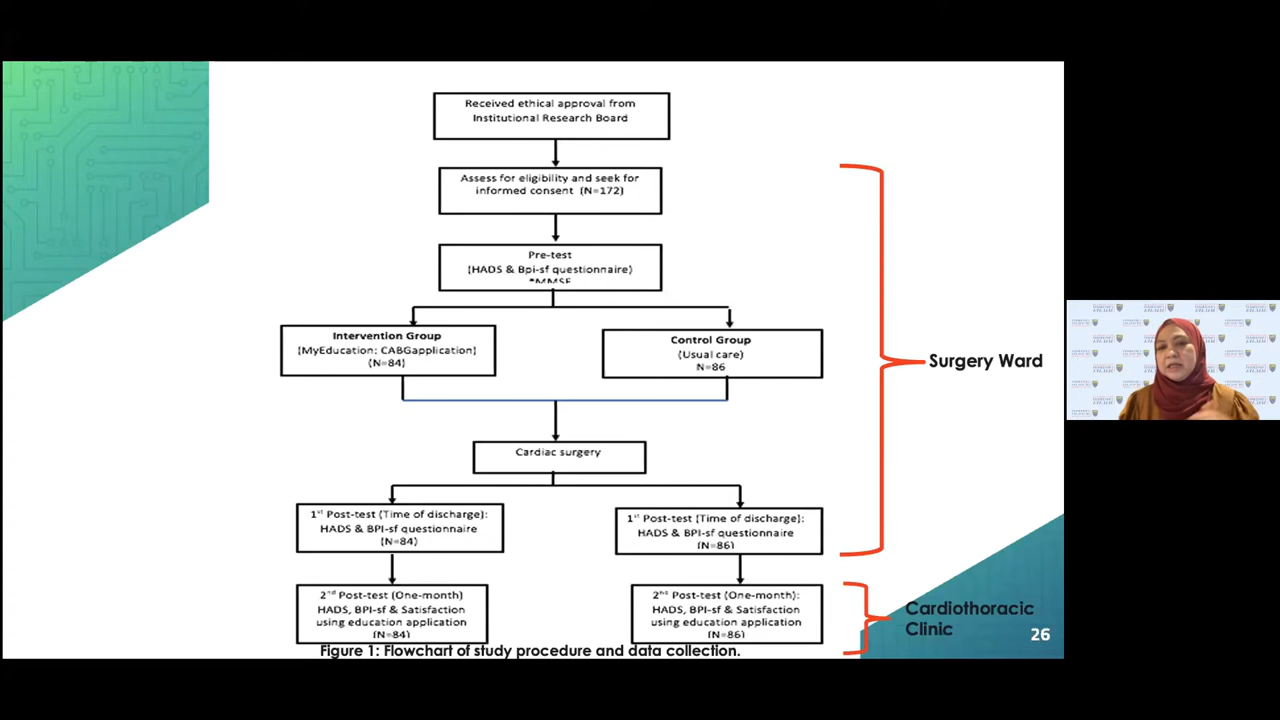 Received ethical approval from
Institutional Research Board
Assess for eligibility and seek for
informed consent (N=172)
Pre-test
(HADS & Bpi-sf questionnaire)
*MMSE
Intervention Group
(MyEducation: CABGapplication)
(N=84)
Control Group
(Usual care)
N=86
Surgery Ward
Cardiac surgery
1st Post-test (Time of discharge):
HADS & BPI-sf questionnaire
(N=84)
1st Post-test (Time of discharge):
HADS & BPI-sf questionnaire
(N=86)
2nd Post-test (One-month)
HADS, BPI-sf & Satisfaction
using education application
(N=84)
2nd Post-test (One-month):
HADS, BPI-sf & Satisfaction
using education application
(N=86)
Cardiothoracic
Clinic
26
Figure 1: Flowchart of study procedure and data collection.